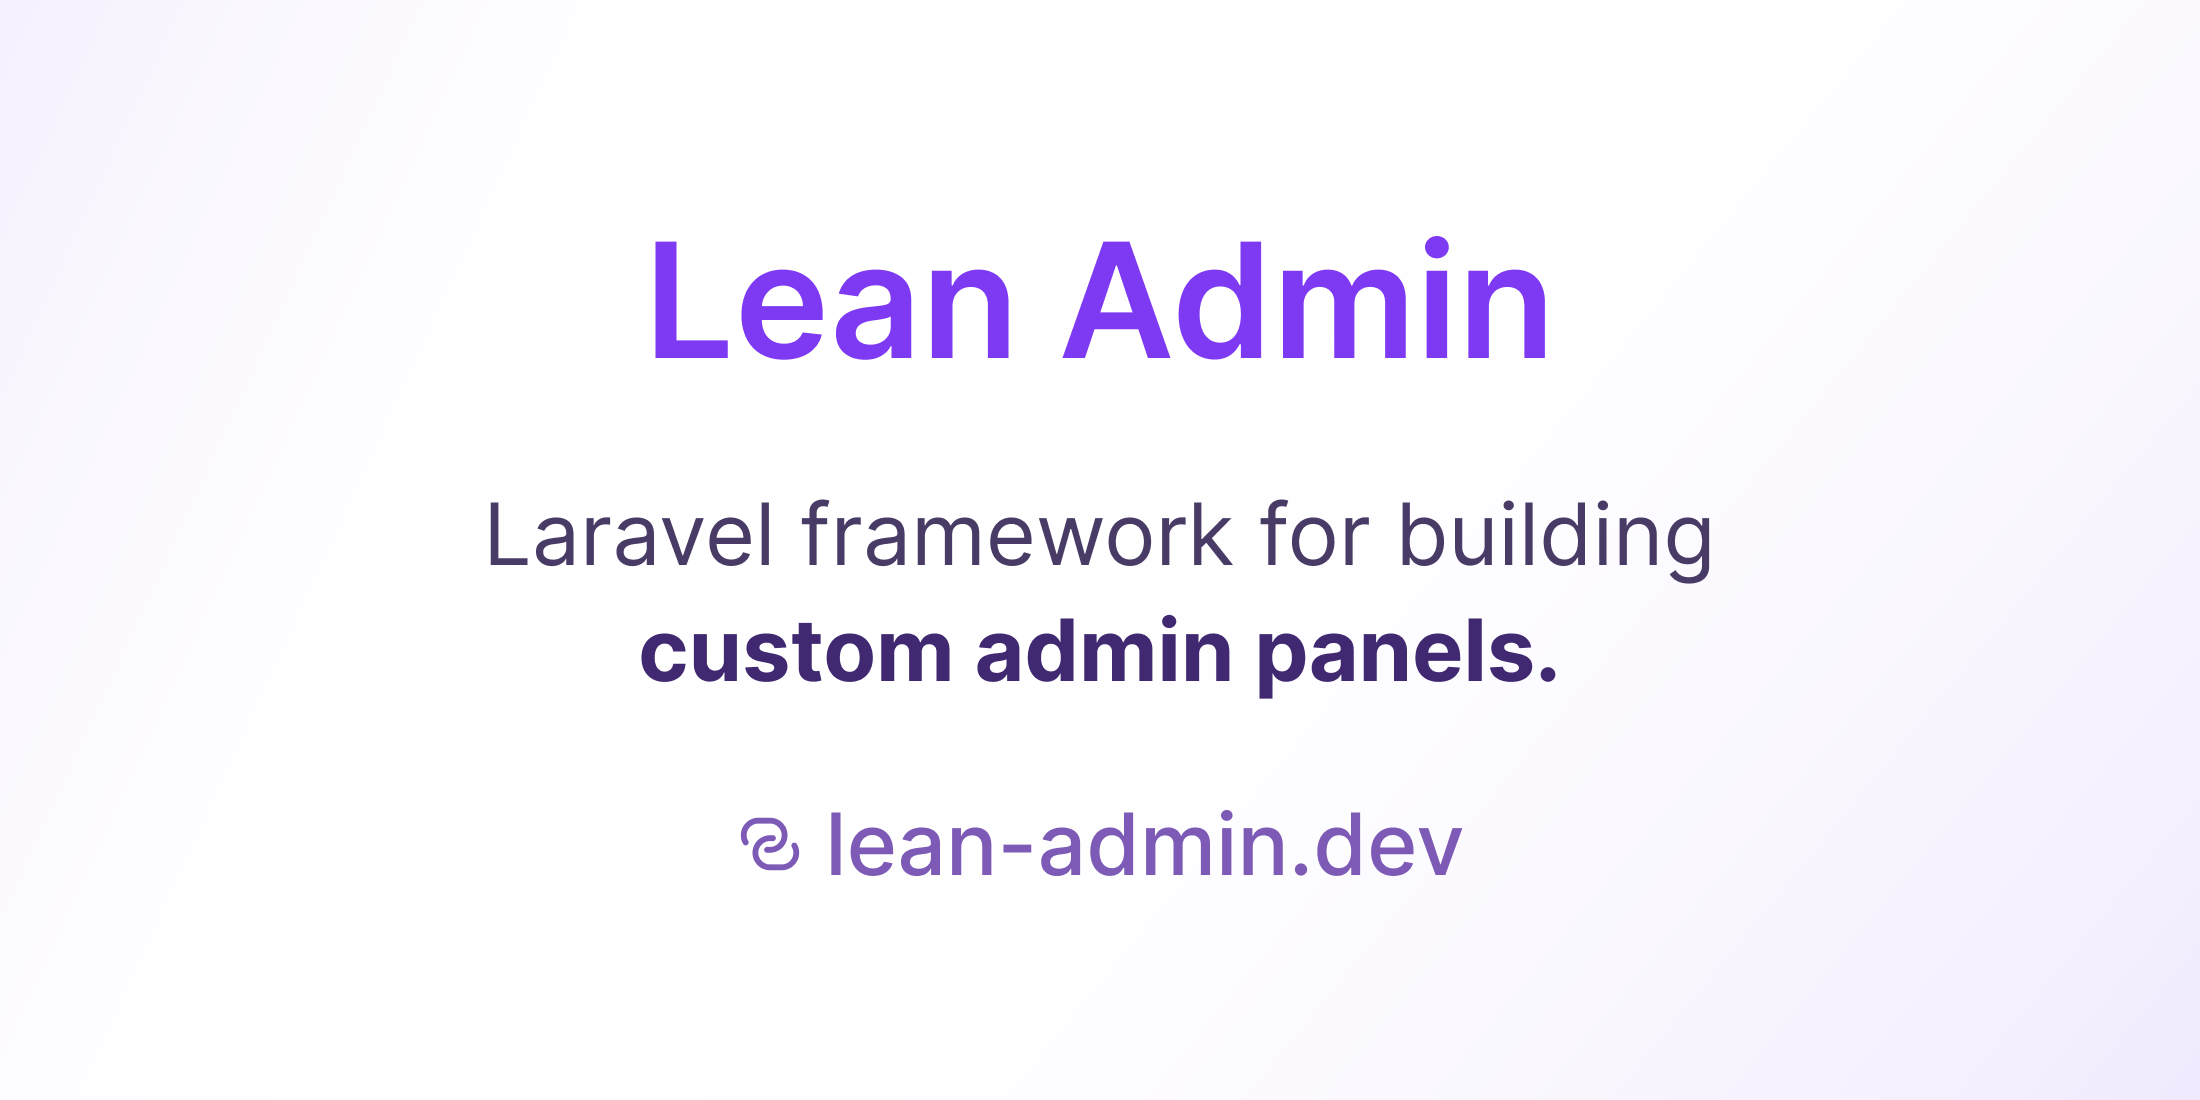 Lean Admin
Laravel framework for building
custom admin panels.
lean-admin.dev